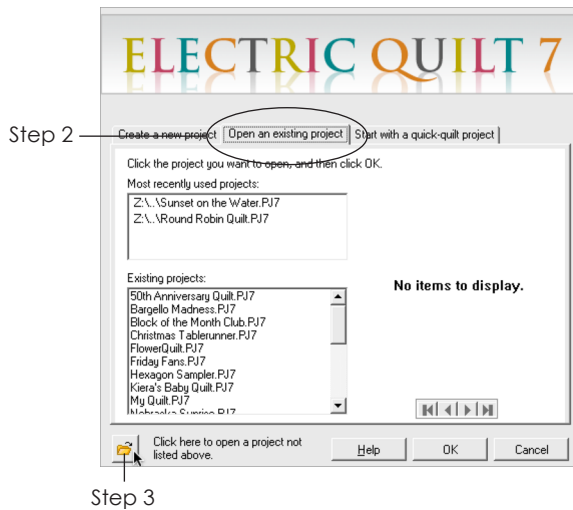 ELECTRIC QUILT 7
Step 2
Create a new project
Open an existing project
Start with a quick-quilt project
Click the project you want to open, and then click OK.
Most recently used projects:
Z:\..\Sunset on the Water.PJ7
Z:\..\Round Robin Quilt.PJ7
Existing projects:
50th Anniversary Quilt.PJ7
Bargello Madness.PJ7
Block of the Month Club.PJ7
Christmas Tablerunner.PJ7
FlowerQuilt.PJ7
Friday Fans.PJ7
Hexagon Sampler.PJ7
Kiera's Baby Quilt.PJ7
My Quilt.PJ7
Nebraska Sunrise.PJ7
No items to display.
Click here to open a project not
listed above.
Help
OK
Cancel
Step 3